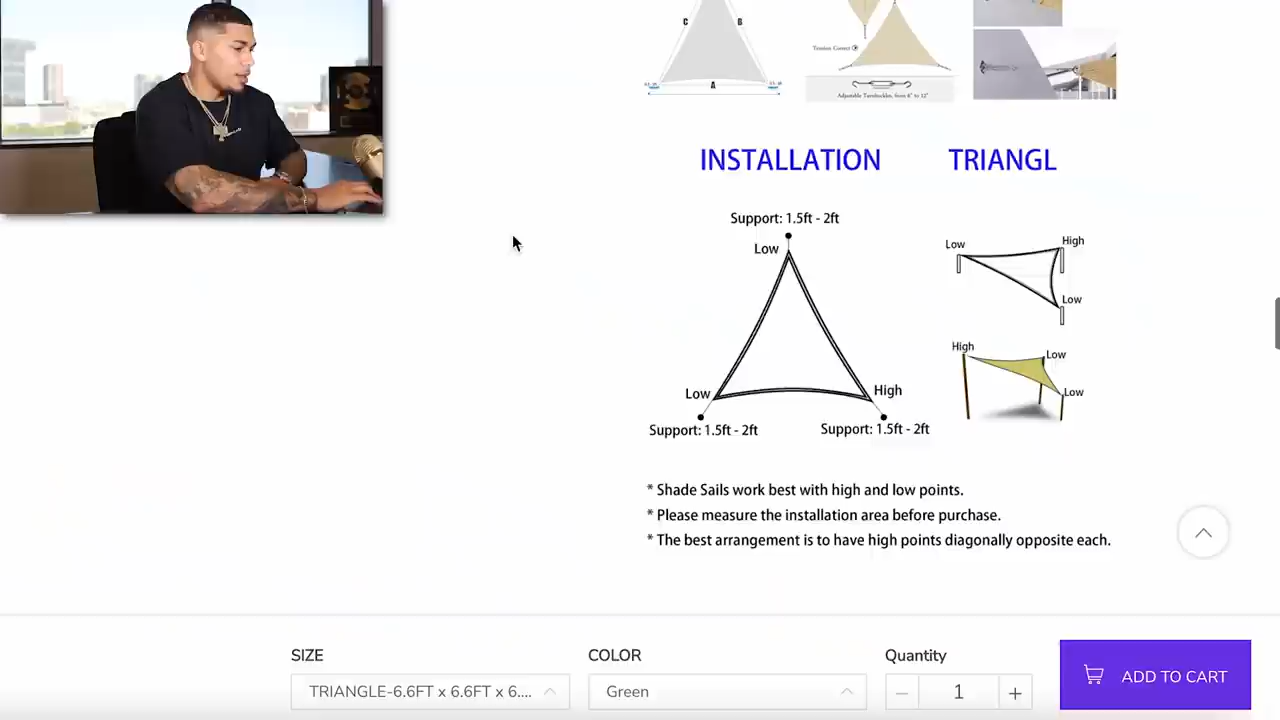 C
B
A
Tension Correct
Adjustable Turnbuckles, from 6" to 12"
INSTALLATION
TRIANGL
Support: 1.5ft - 2ft
Low
Low
High
Support: 1.5ft - 2ft
Support: 1.5ft - 2ft
Low
High
Low
High
Low
Low
* Shade Sails work best with high and low points.
* Please measure the installation area before purchase.
* The best arrangement is to have high points diagonally opposite each.
SIZE
COLOR
Quantity
TRIANGLE-6.6FT x 6.6FT x 6....
Green
1
ADD TO CART